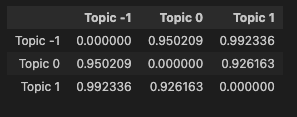 Topic -1 Topic 0 Topic 1
Topic -1 0.000000 0.950209 0.992336
Topic 0 0.950209 0.000000 0.926163
Topic 1 0.992336 0.926163 0.000000